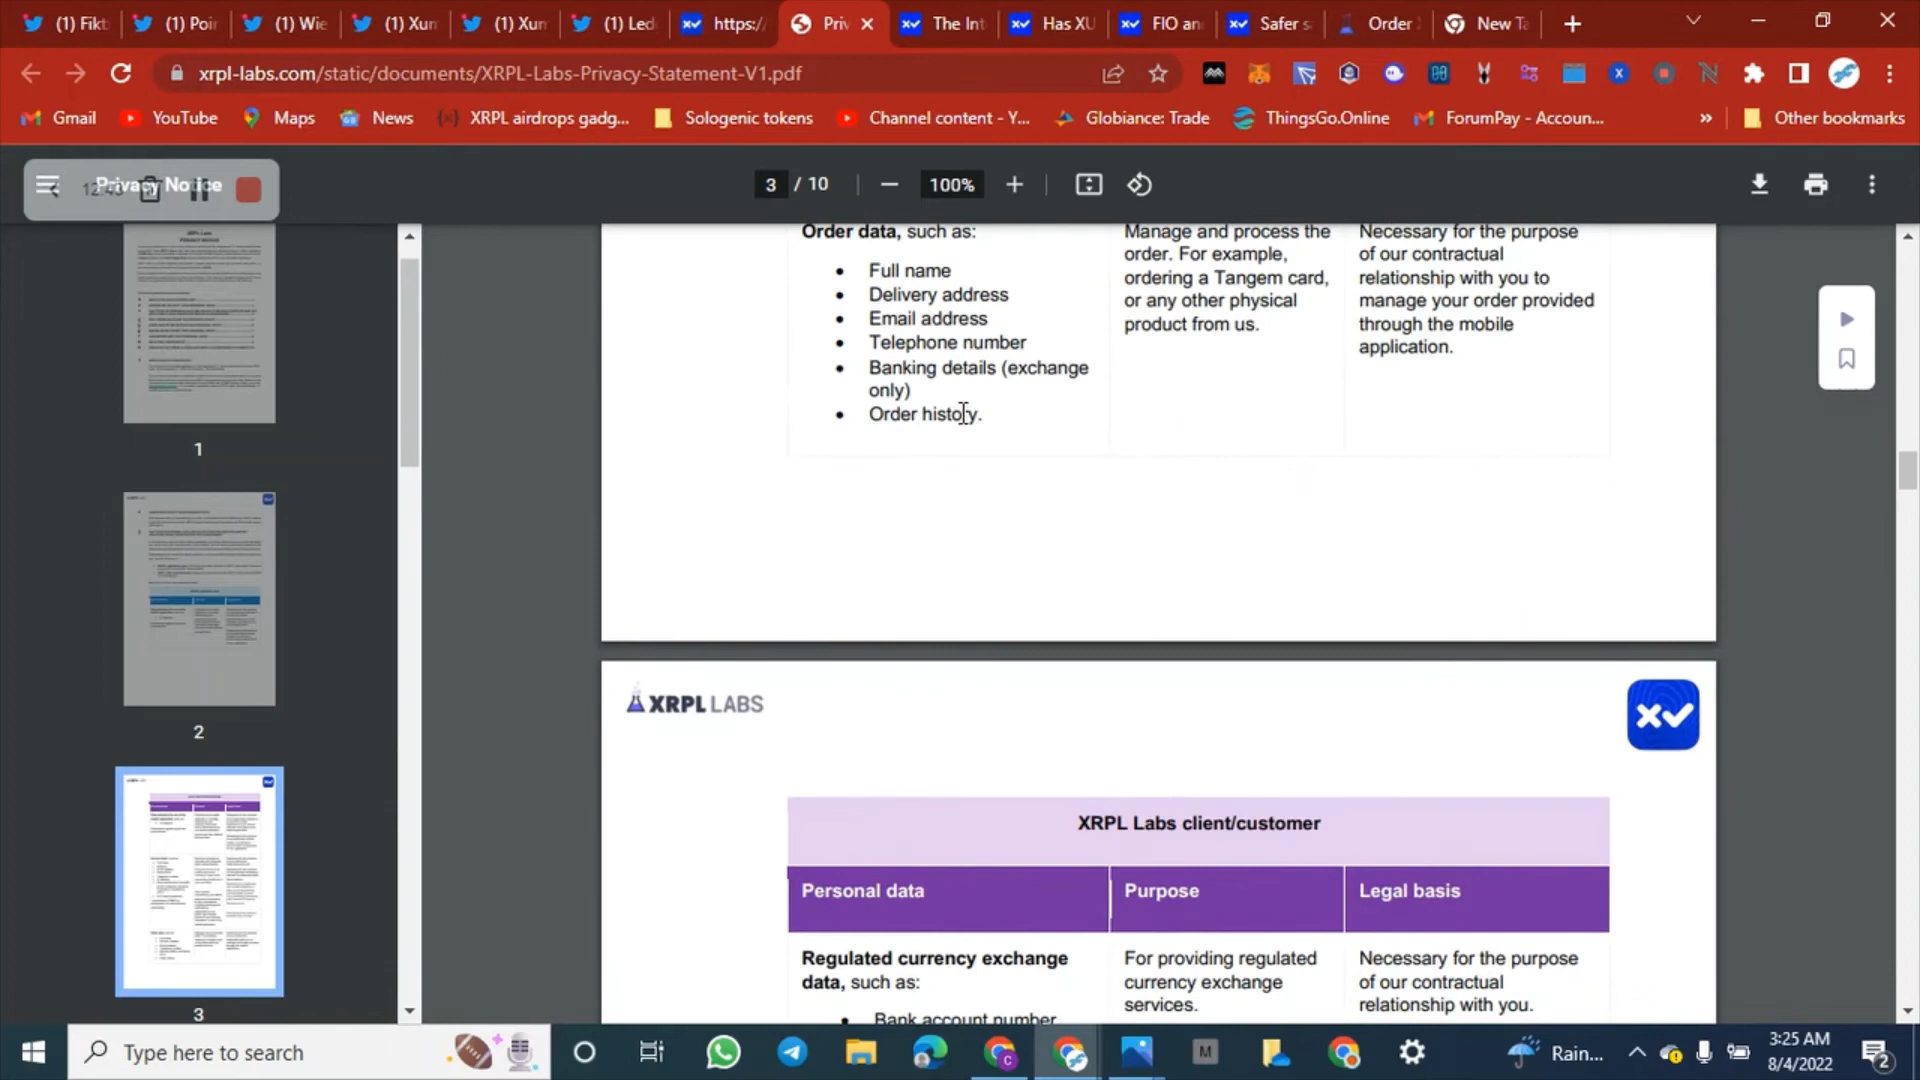 (1) Fikt
(1) Poir
(1) Wie
(1) Xun
(1) Xun
(1) Led
https:/
Priv
The Int
Has XU
FIO an
Safer s
Order
New Ta
xrpl-labs.com/static/documents/XRPL-Labs-Privacy-Statement-V1.pdf
Gmail
YouTube
Maps
News
XRPL airdrops gadg...
Sologenic tokens
Channel content - Y...
Globiance: Trade
ThingsGo.Online
ForumPay - Accoun...
»
Other bookmarks
Privacy Notice
3 / 10
100%
Order data, such as:
• Full name
• Delivery address
• Email address
• Telephone number
• Banking details (exchange
only)
• Order history.
Manage and process the
order. For example,
ordering a Tangem card,
or any other physical
product from us.
Necessary for the purpose
of our contractual
relationship with you to
manage your order provided
through the mobile
application.
1
2
3
XRPL LABS
XRPL Labs client/customer
Personal data
Purpose
Legal basis
Regulated currency exchange
data, such as:
• Bank account number
For providing regulated
currency exchange
services.
Necessary for the purpose
of our contractual
relationship with you.
Type here to search
M
Rain...
3:25 AM
8/4/2022
2